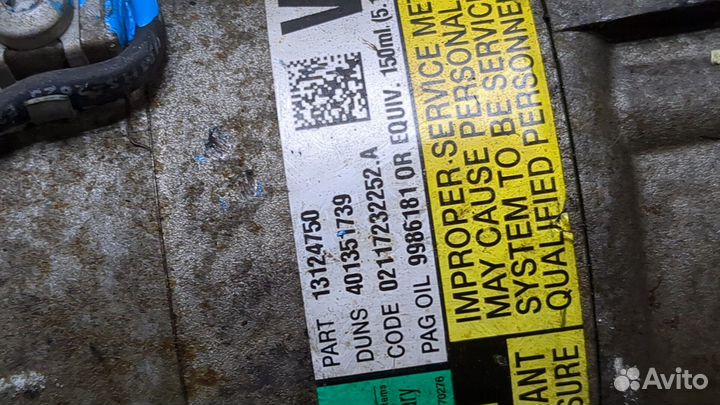 PART 13124750
DUNS 401351739
CODE 02117232252.A
PAG OIL 9986181 OR EQUIV. 150ml (5.
IMPROPER SERVICE ME
MAY CAUSE PERSONAL
SYSTEM TO BE SERVIC
QUALIFIED PERSONNE
ANT
SURE
Avito